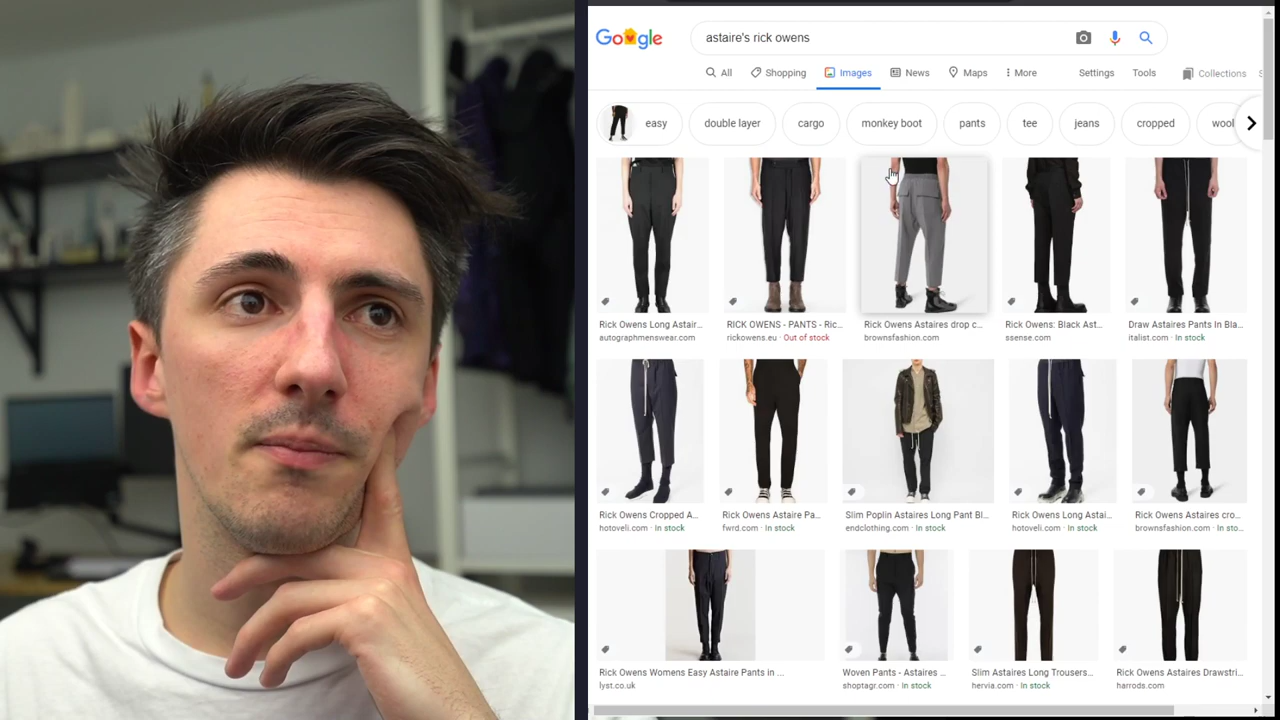 Google
astaire's rick owens
All Shopping Images News Maps More Settings Tools Collections
easy double layer cargo monkey boot pants tee jeans cropped wool
Rick Owens Long Astair... RICK OWENS - PANTS - Ric... Rick Owens Astaires drop c... Rick Owens: Black Ast... Draw Astaires Pants In Bla...
autographmenswear.com rickowens.eu · Out of stock brownsfashion.com ssense.com italist.com · In stock
Rick Owens Cropped A... Rick Owens Astaire Pa... Slim Poplin Astaires Long Pant Bl... Rick Owens Long Astai... Rick Owens Astaires cro...
hotoveli.com · In stock fwrd.com · In stock endclothing.com · In stock hotoveli.com · In stock brownsfashion.com · In sto...
Rick Owens Womens Easy Astaire Pants in ... Woven Pants - Astaires ... Slim Astaires Long Trousers... Rick Owens Astaires Drawstri...
lyst.co.uk shoptagr.com · In stock hervia.com · In stock harrods.com